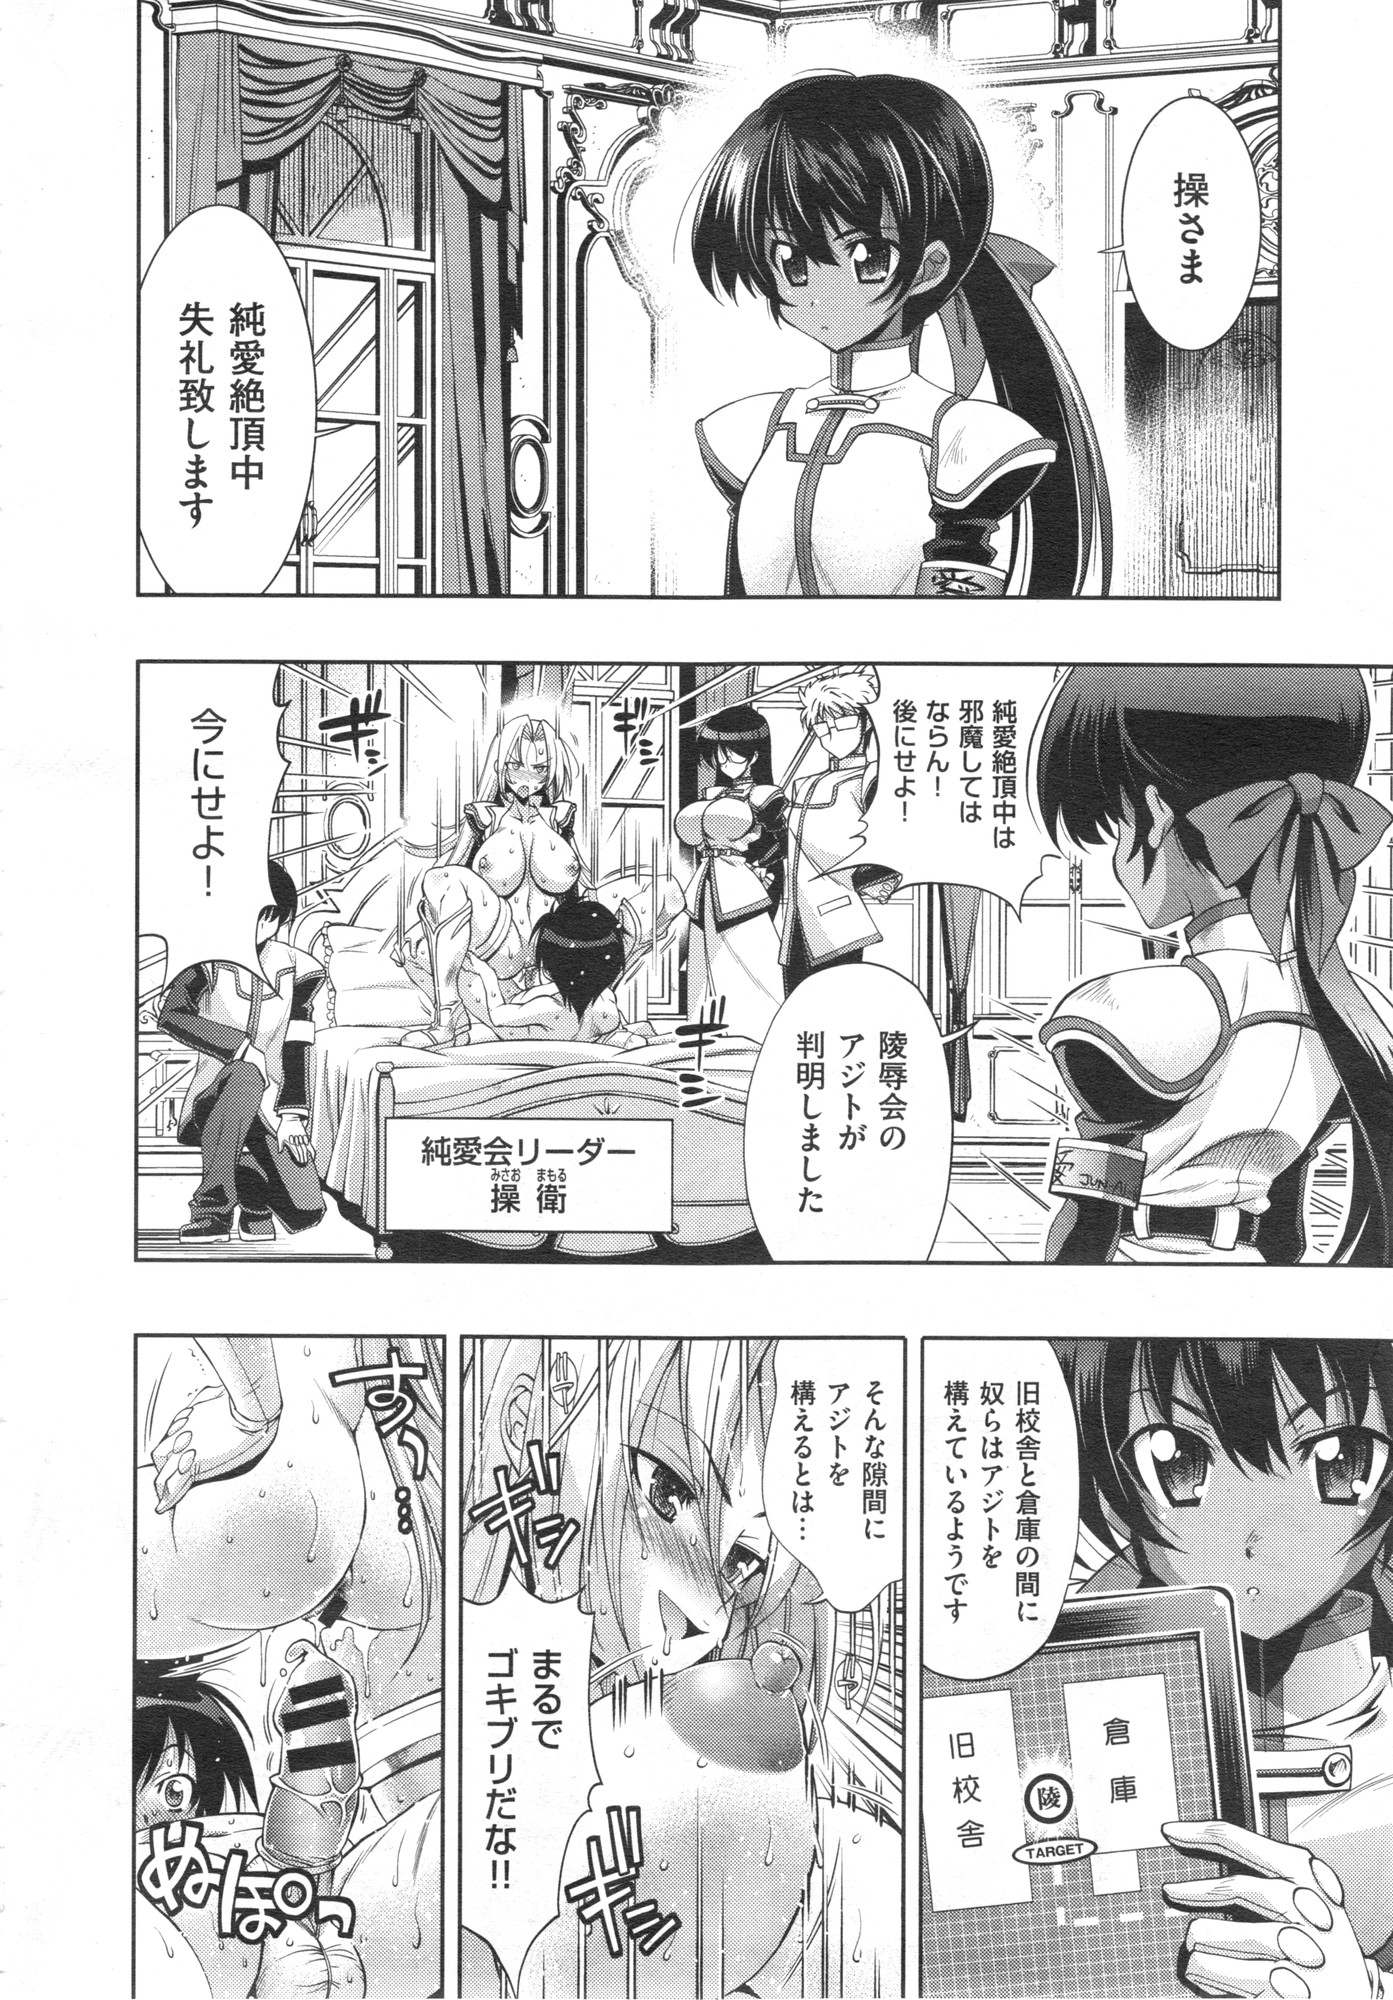 操さま
純愛絶頂中
失礼致します
純愛絶頂中は
邪魔しては
ならん!
後にせよ!
ギシ
ギシ
ギシ
今にせよ!
陵辱会の
アジトが
判明しました
純愛会リーダー
みさお まもる
操 衛
愛 JUN-AI
旧校舎と倉庫の間に
奴らはアジトを
構えているようです
倉庫
旧校舎
陵
TARGET
そんな隙間に
アジトを
構えるとは…
ギシ
ギシ
まるで
ゴキブリだな!!
すっ…
ぬぽっ